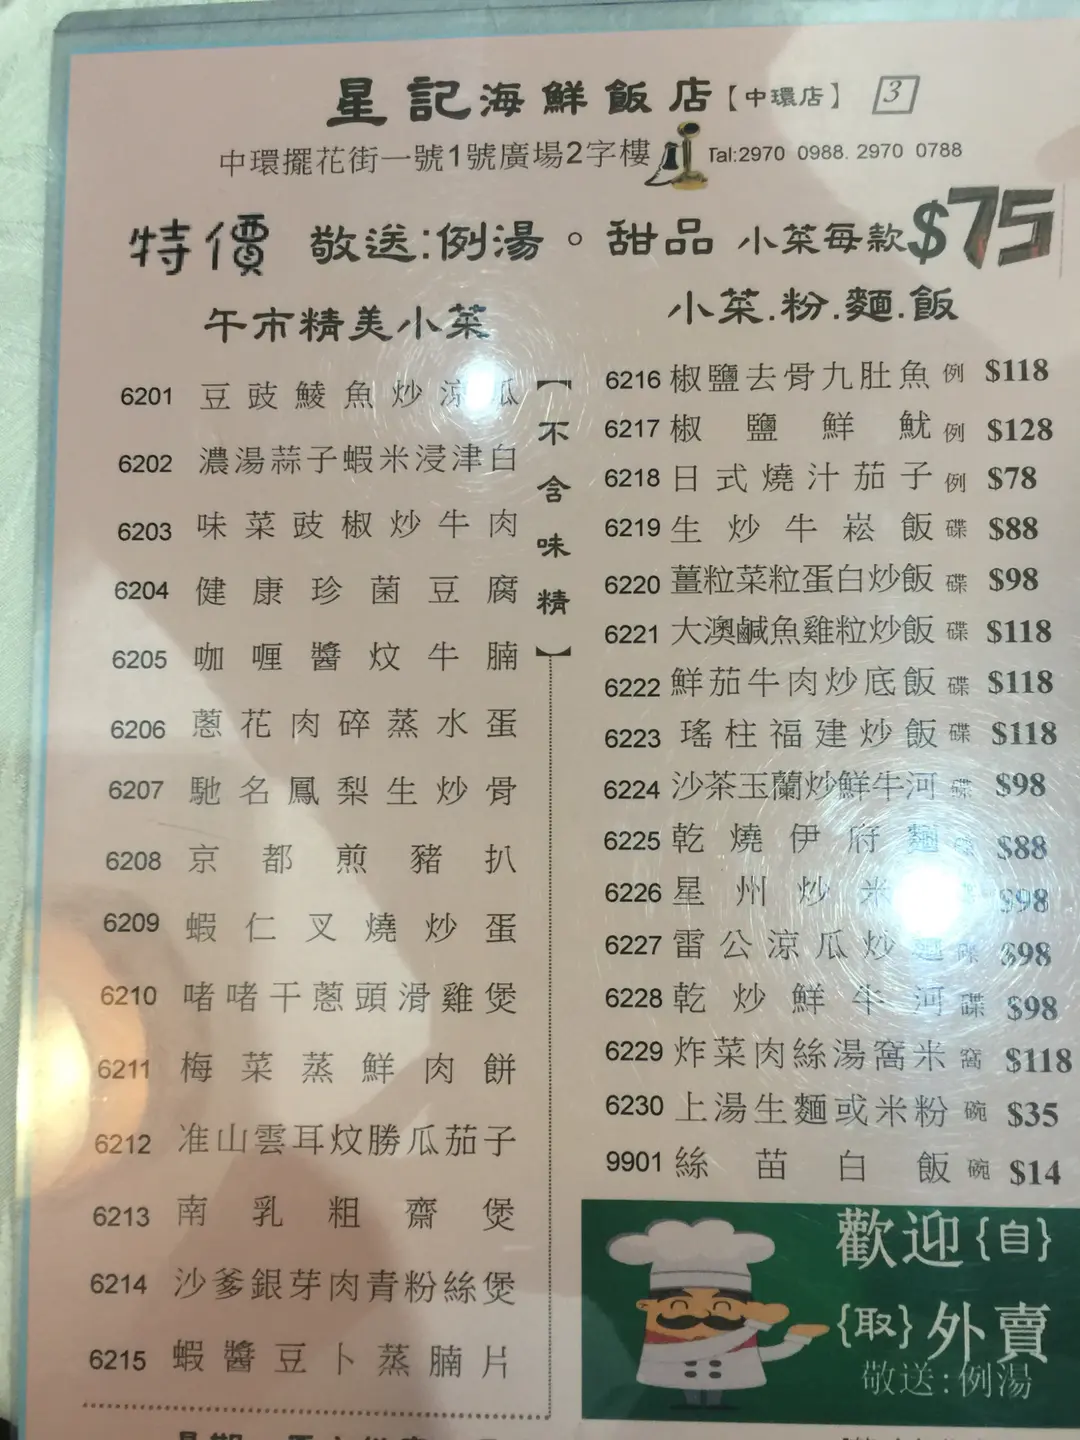 星記海鮮飯店【中環店】 3
中環擺花街一號1號廣場2字樓 Tal:2970 0988. 2970 0788
特價 敬送:例湯。甜品 小菜每款$75
午市精美小菜
【不含味精】
6201 豆豉鯪魚炒涼瓜
6202 濃湯蒜子蝦米浸津白
6203 味菜豉椒炒牛肉
6204 健康珍菌豆腐
6205 咖喱醬炆牛腩
6206 蔥花肉碎蒸水蛋
6207 馳名鳳梨生炒骨
6208 京都煎豬扒
6209 蝦仁叉燒炒蛋
6210 啫啫干蔥頭滑雞煲
6211 梅菜蒸鮮肉餅
6212 准山雲耳炆勝瓜茄子
6213 南乳粗齋煲
6214 沙爹銀芽肉青粉絲煲
6215 蝦醬豆卜蒸腩片
小菜.粉.麵.飯
6216 椒鹽去骨九肚魚 例 $118
6217 椒鹽鮮魷 例 $128
6218 日式燒汁茄子 例 $78
6219 生炒牛崧飯 碟 $88
6220 薑粒菜粒蛋白炒飯 碟 $98
6221 大澳鹹魚雞粒炒飯 碟 $118
6222 鮮茄牛肉炒底飯 碟 $118
6223 瑤柱福建炒飯 碟 $118
6224 沙茶玉蘭炒鮮牛河 碟 $98
6225 乾燒伊府麵 碟 $88
6226 星州炒米 $98
6227 雷公涼瓜炒麵 碟 $98
6228 乾炒鮮牛河 碟 $98
6229 炸菜肉絲湯窩米 窩 $118
6230 上湯生麵或米粉 碗 $35
9901 絲苗白飯 碗 $14
歡迎{自}
{取}外賣
敬送:例湯